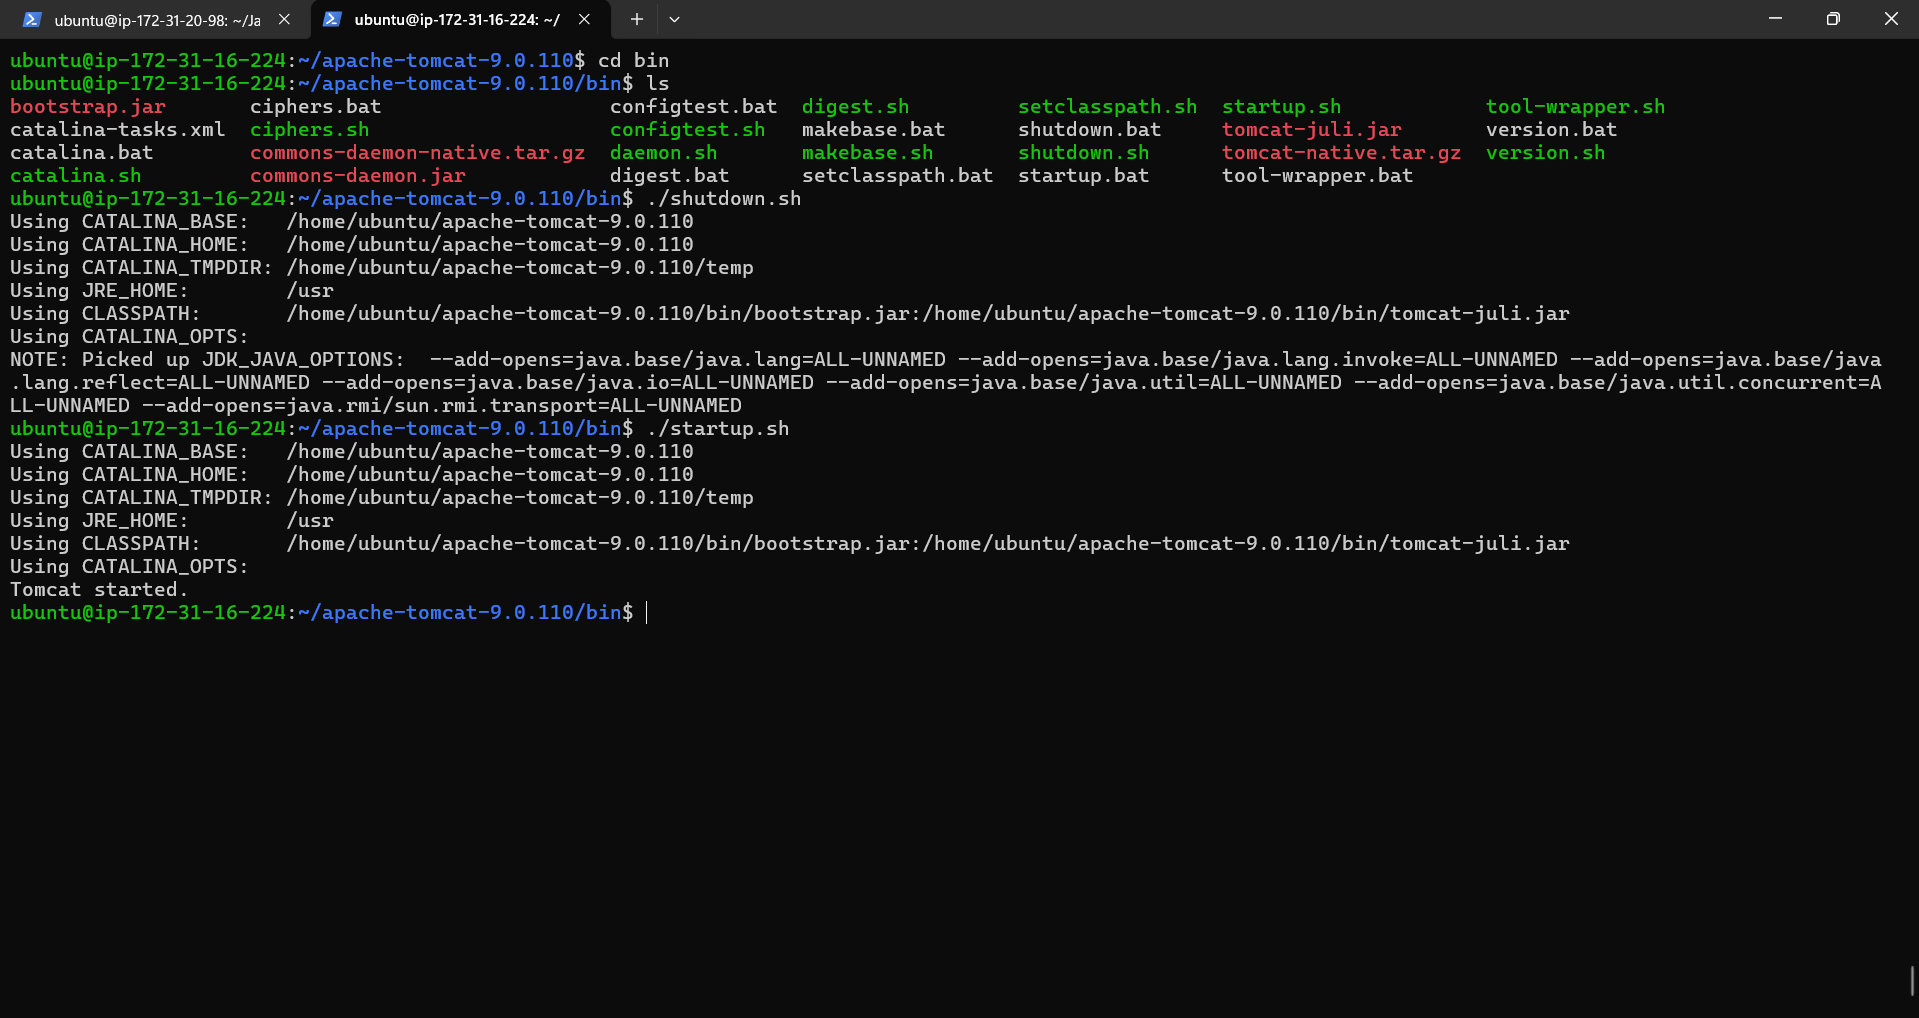 ubuntu@ip-172-31-20-98: ~/Ja
ubuntu@ip-172-31-16-224: ~/
ubuntu@ip-172-31-16-224:~/apache-tomcat-9.0.110$ cd bin
ubuntu@ip-172-31-16-224:~/apache-tomcat-9.0.110/bin$ ls
bootstrap.jar ciphers.bat configtest.bat digest.sh setclasspath.sh startup.sh tool-wrapper.sh
catalina-tasks.xml ciphers.sh configtest.sh makebase.bat shutdown.bat tomcat-juli.jar version.bat
catalina.bat commons-daemon-native.tar.gz daemon.sh makebase.sh shutdown.sh tomcat-native.tar.gz version.sh
catalina.sh commons-daemon.jar digest.bat setclasspath.bat startup.bat tool-wrapper.bat
ubuntu@ip-172-31-16-224:~/apache-tomcat-9.0.110/bin$ ./shutdown.sh
Using CATALINA_BASE: /home/ubuntu/apache-tomcat-9.0.110
Using CATALINA_HOME: /home/ubuntu/apache-tomcat-9.0.110
Using CATALINA_TMPDIR: /home/ubuntu/apache-tomcat-9.0.110/temp
Using JRE_HOME: /usr
Using CLASSPATH: /home/ubuntu/apache-tomcat-9.0.110/bin/bootstrap.jar:/home/ubuntu/apache-tomcat-9.0.110/bin/tomcat-juli.jar
Using CATALINA_OPTS:
NOTE: Picked up JDK_JAVA_OPTIONS:  --add-opens=java.base/java.lang=ALL-UNNAMED --add-opens=java.base/java.lang.invoke=ALL-UNNAMED --add-opens=java.base/java
.lang.reflect=ALL-UNNAMED --add-opens=java.base/java.io=ALL-UNNAMED --add-opens=java.base/java.util=ALL-UNNAMED --add-opens=java.base/java.util.concurrent=A
LL-UNNAMED --add-opens=java.rmi/sun.rmi.transport=ALL-UNNAMED
ubuntu@ip-172-31-16-224:~/apache-tomcat-9.0.110/bin$ ./startup.sh
Using CATALINA_BASE: /home/ubuntu/apache-tomcat-9.0.110
Using CATALINA_HOME: /home/ubuntu/apache-tomcat-9.0.110
Using CATALINA_TMPDIR: /home/ubuntu/apache-tomcat-9.0.110/temp
Using JRE_HOME: /usr
Using CLASSPATH: /home/ubuntu/apache-tomcat-9.0.110/bin/bootstrap.jar:/home/ubuntu/apache-tomcat-9.0.110/bin/tomcat-juli.jar
Using CATALINA_OPTS:
Tomcat started.
ubuntu@ip-172-31-16-224:~/apache-tomcat-9.0.110/bin$